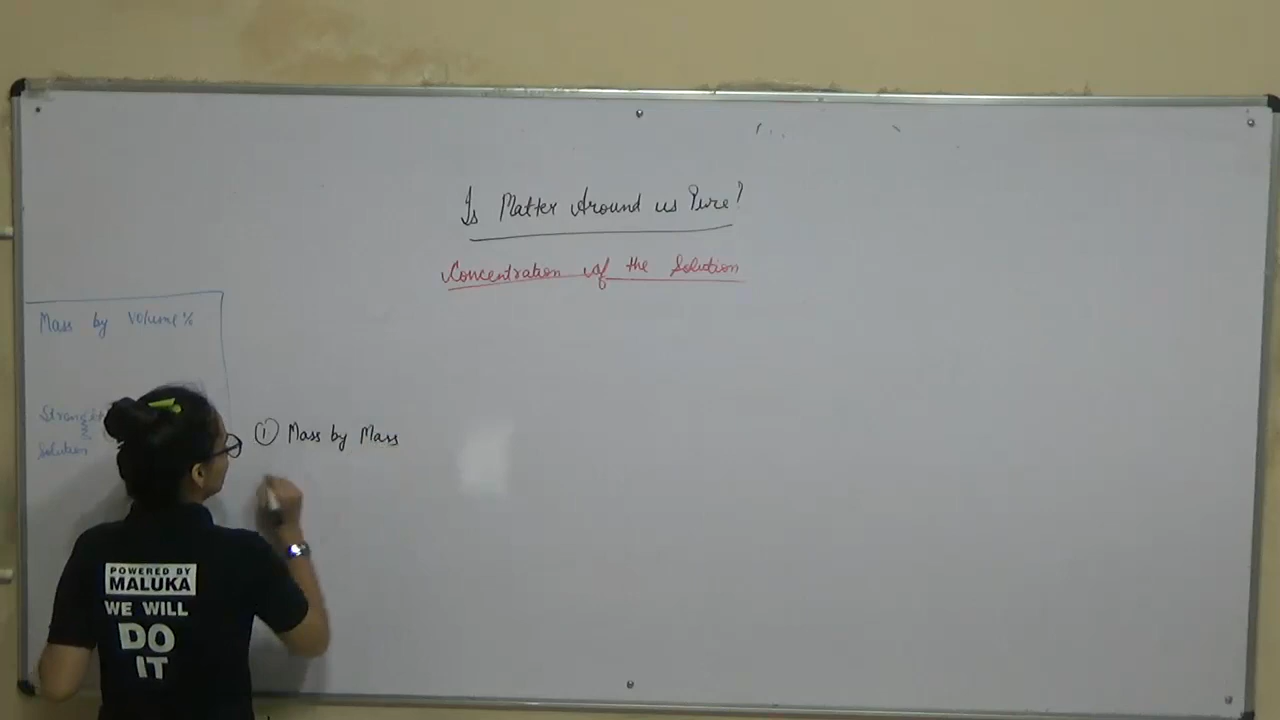 Is Matter Around us Pure?
Concentration of the Solution
Mass by Volume%
Solution
① Mass by Mass
POWERED BY
MALUKA
WE WILL
DO
IT